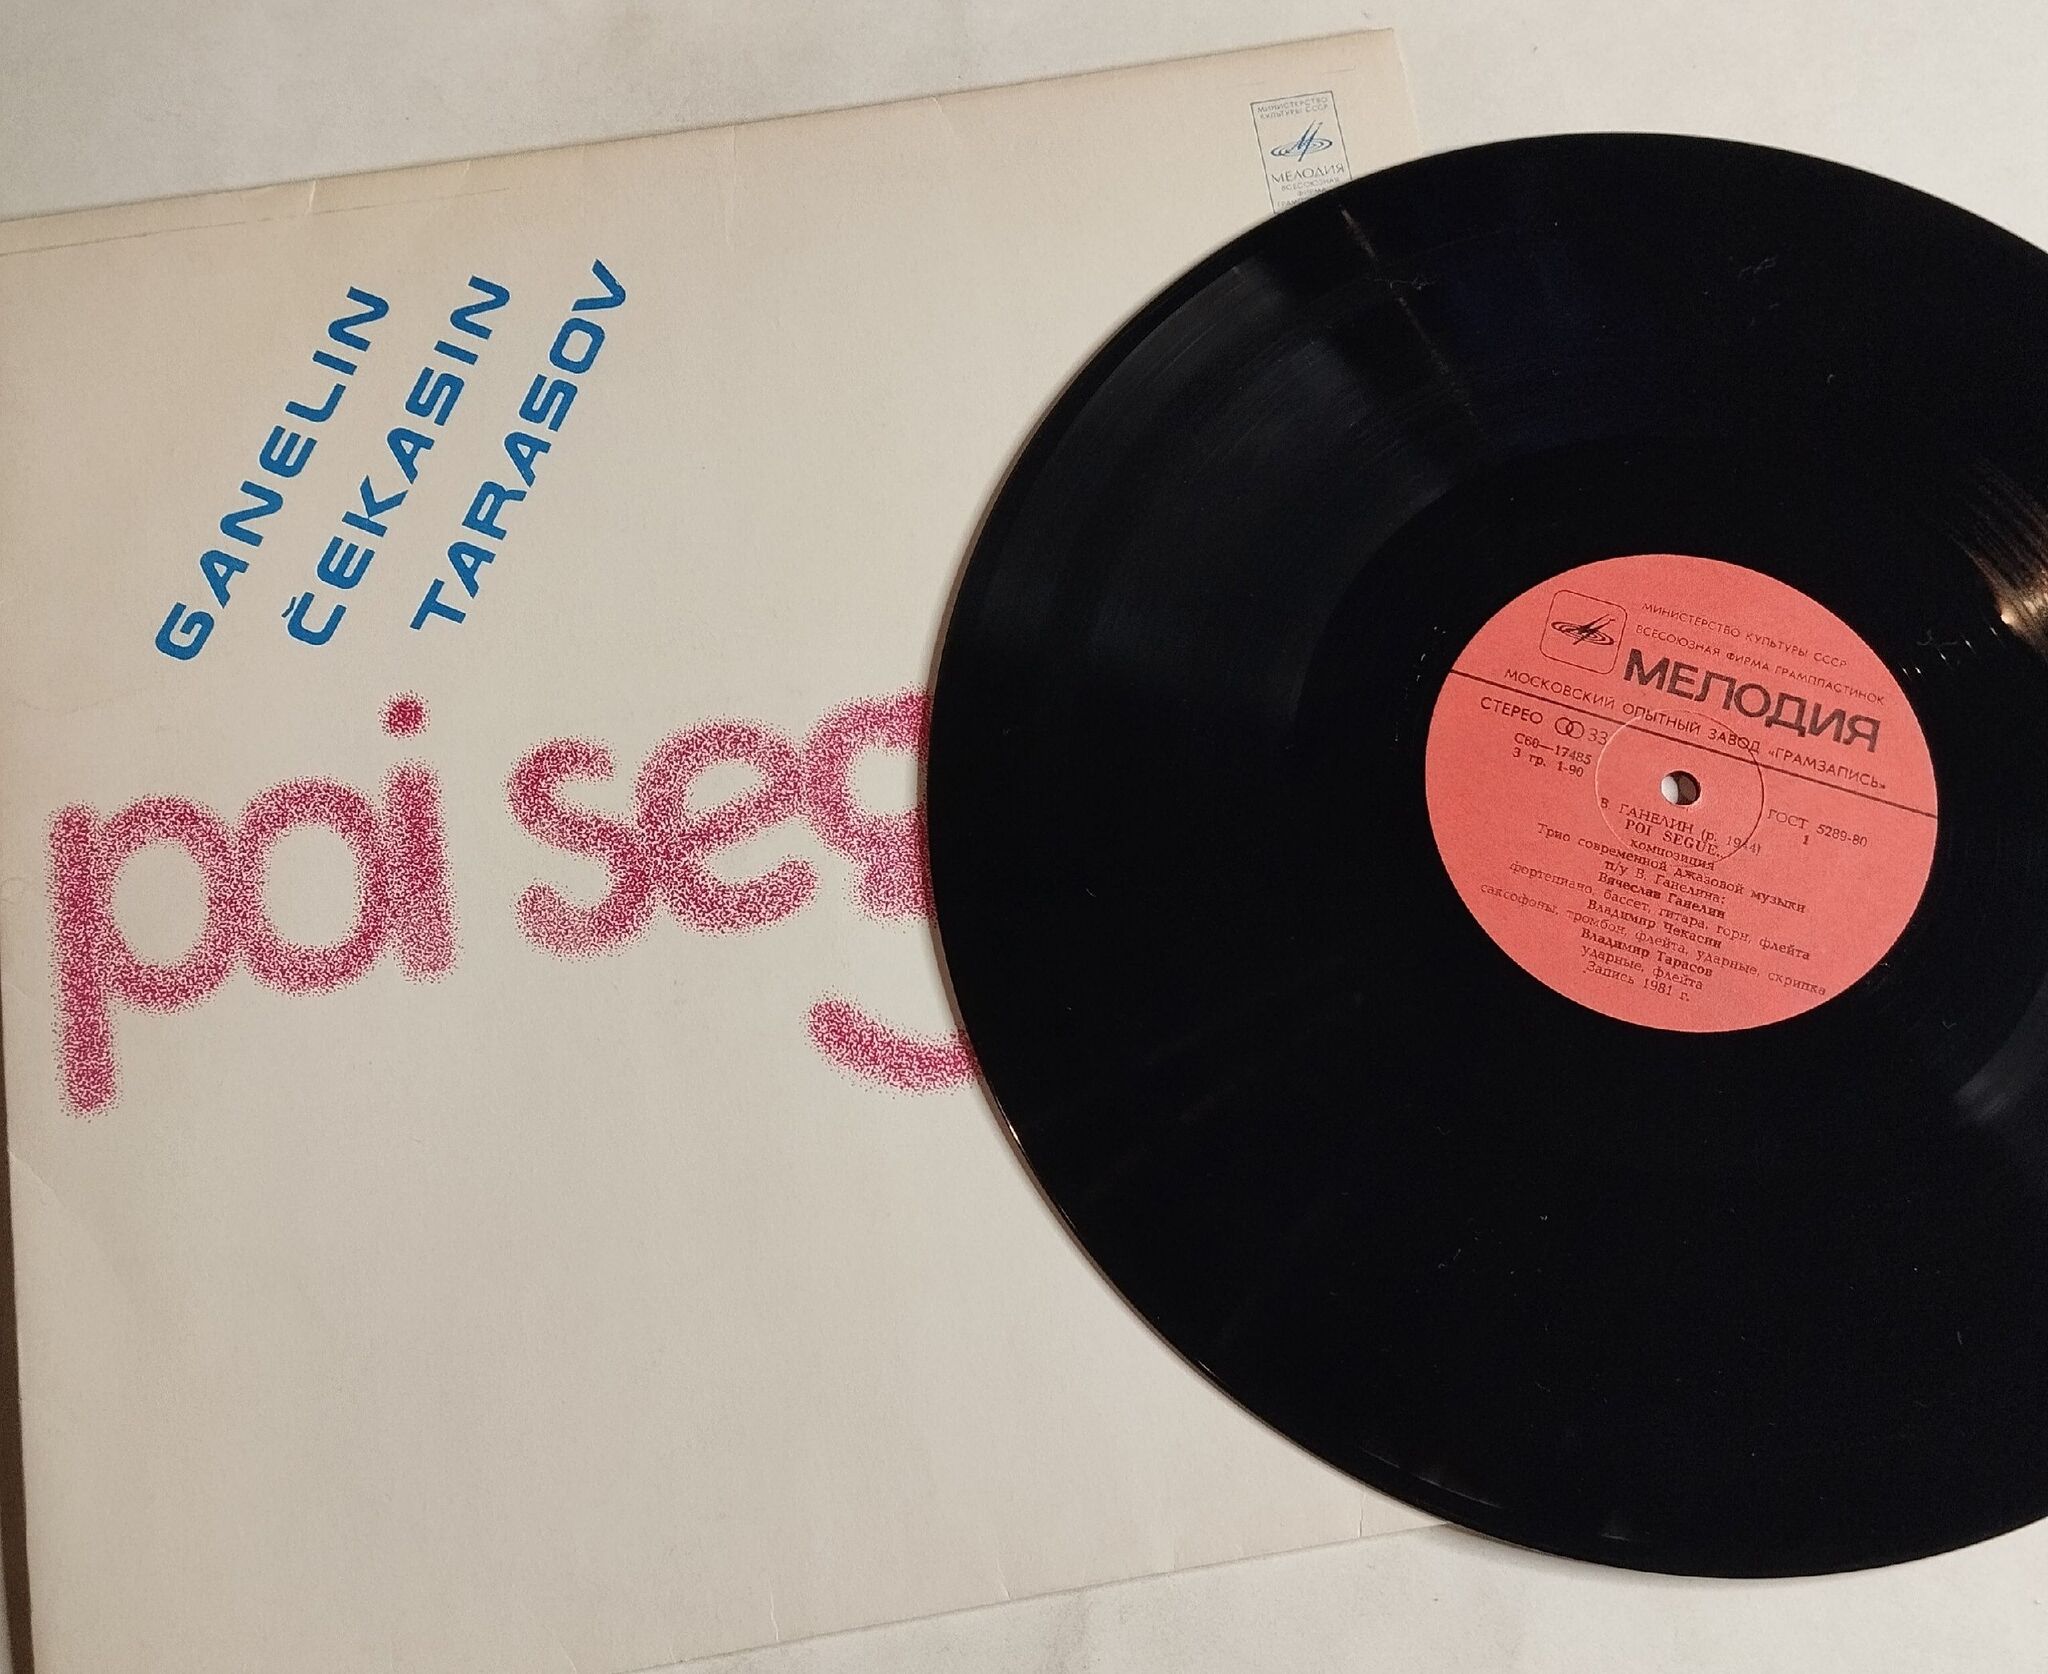 МИНИСТЕРСТВО
КУЛЬТУРЫ СССР
МЕЛОДИЯ
ВСЕСОЮЗНАЯ
ФИРМА
GANELIN
ČEKASIN
TARASOV
poi seg
МИНИСТЕРСТВО КУЛЬТУРЫ СССР
ВСЕСОЮЗНАЯ ФИРМА ГРАМПЛАСТИНОК
МЕЛОДИЯ
МОСКОВСКИЙ ОПЫТНЫЙ ЗАВОД «ГРАМЗАПИСЬ»
СТЕРЕО 33
С60—17485
3 гр. 1-90
ГОСТ 5289-80
1
В ГАНЕЛИН (р. 1944)
POI SEGUE,
композиция
Трио современной джазовой музыки
п/у В. Ганелина:
Вячеслав Ганелин
фортепиано, бассет, гитара, горн, флейта
Владимир Чекасин
саксофоны, тромбон, флейта, ударные, скрипка
Владимир Тарасов
ударные, флейта
Запись 1981 г.